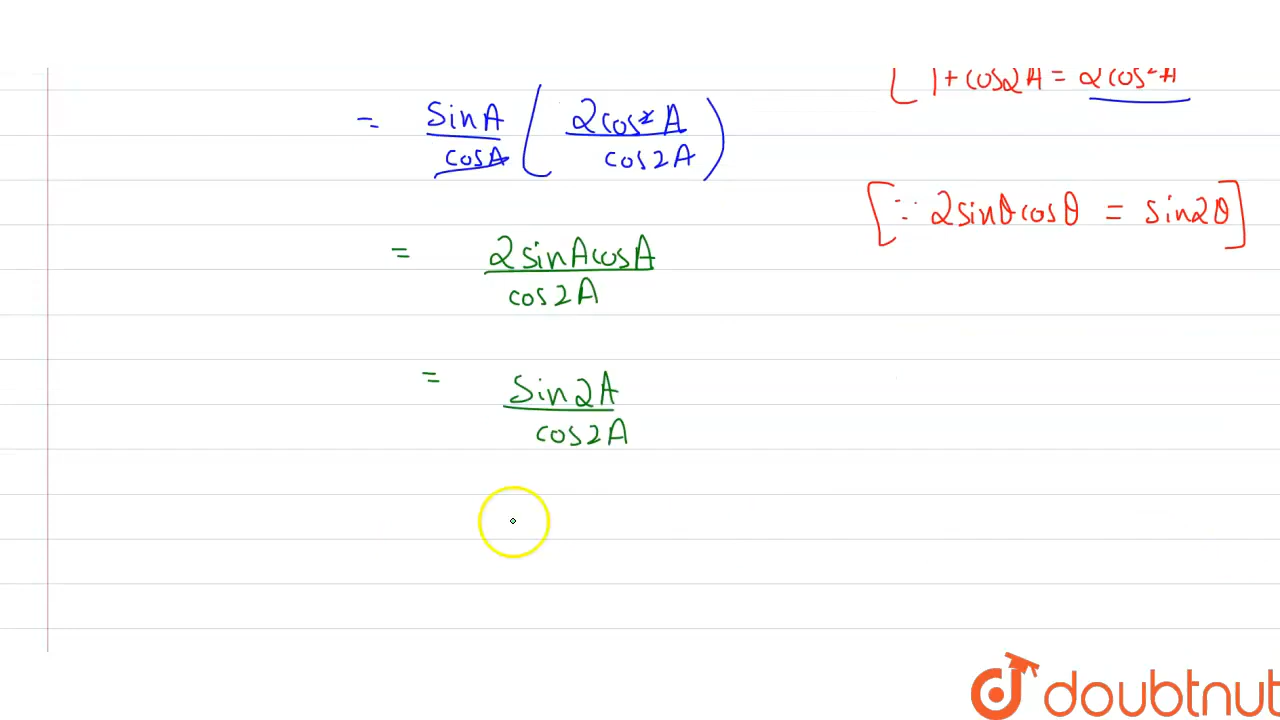 [1 + cos2A = 2cos²A
= sinA/cosA ( 2cos²A/cos2A )
[∵ 2sinθcosθ = sin2θ]
= 2sinAcosA/cos2A
= sin2A/cos2A
doubtnut